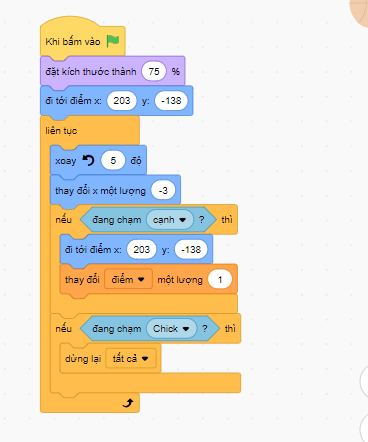 Khi bấm vào
đặt kích thước thành 75 %
đi tới điểm x: 203 y: -138
liên tục
xoay 5 độ
thay đổi x một lượng -3
nếu đang chạm cạnh ? thì
đi tới điểm x: 203 y: -138
thay đổi điểm một lượng 1
nếu đang chạm Chick ? thì
dừng lại tất cả